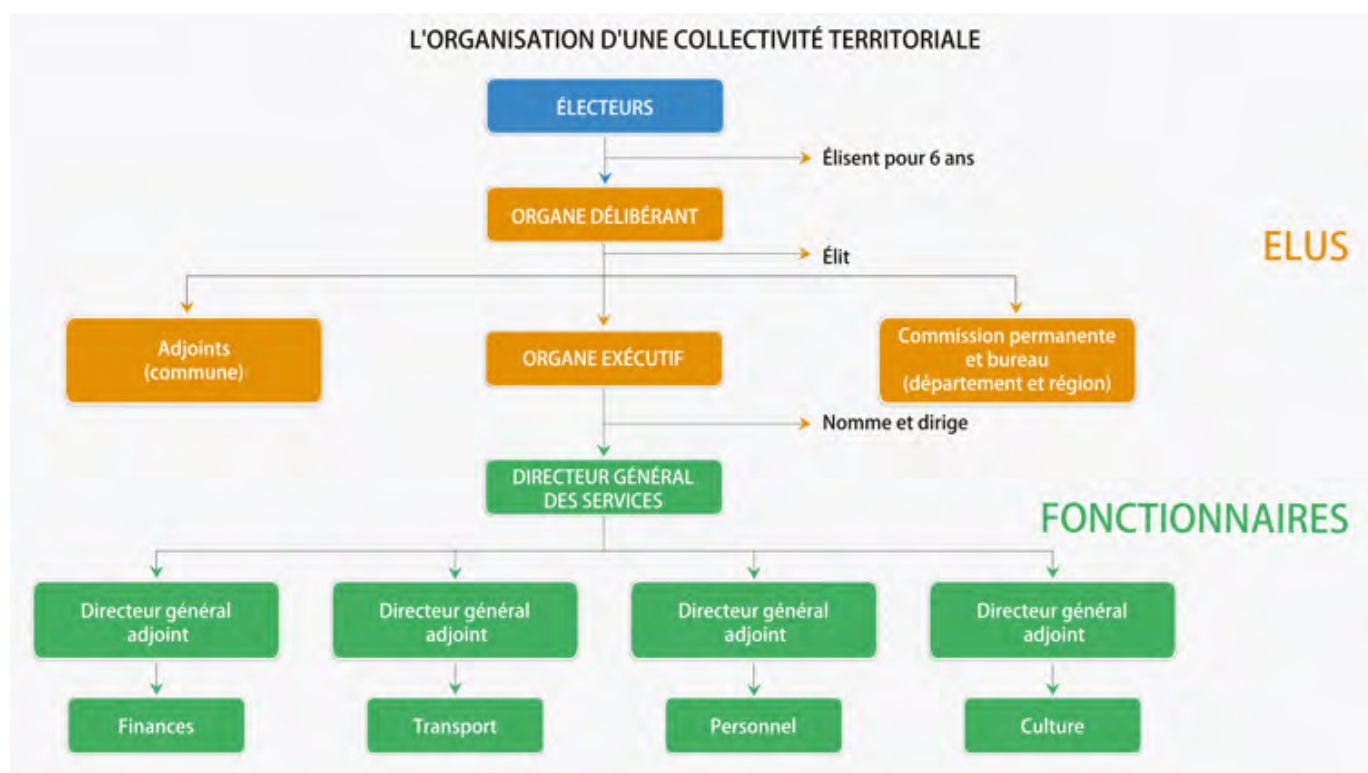 L'ORGANISATION D'UNE COLLECTIVITÉ TERRITORIALE
ÉLECTEURS
Élisent pour 6 ans
ORGANE DÉLIBÉRANT
ELUS
Élit
Adjoints
(commune)
ORGANE EXÉCUTIF
Commission permanente
et bureau
(département et région)
Nomme et dirige
DIRECTEUR GÉNÉRAL
DES SERVICES
FONCTIONNAIRES
Directeur général
adjoint
Directeur général
adjoint
Directeur général
adjoint
Directeur général
adjoint
Finances
Transport
Personnel
Culture